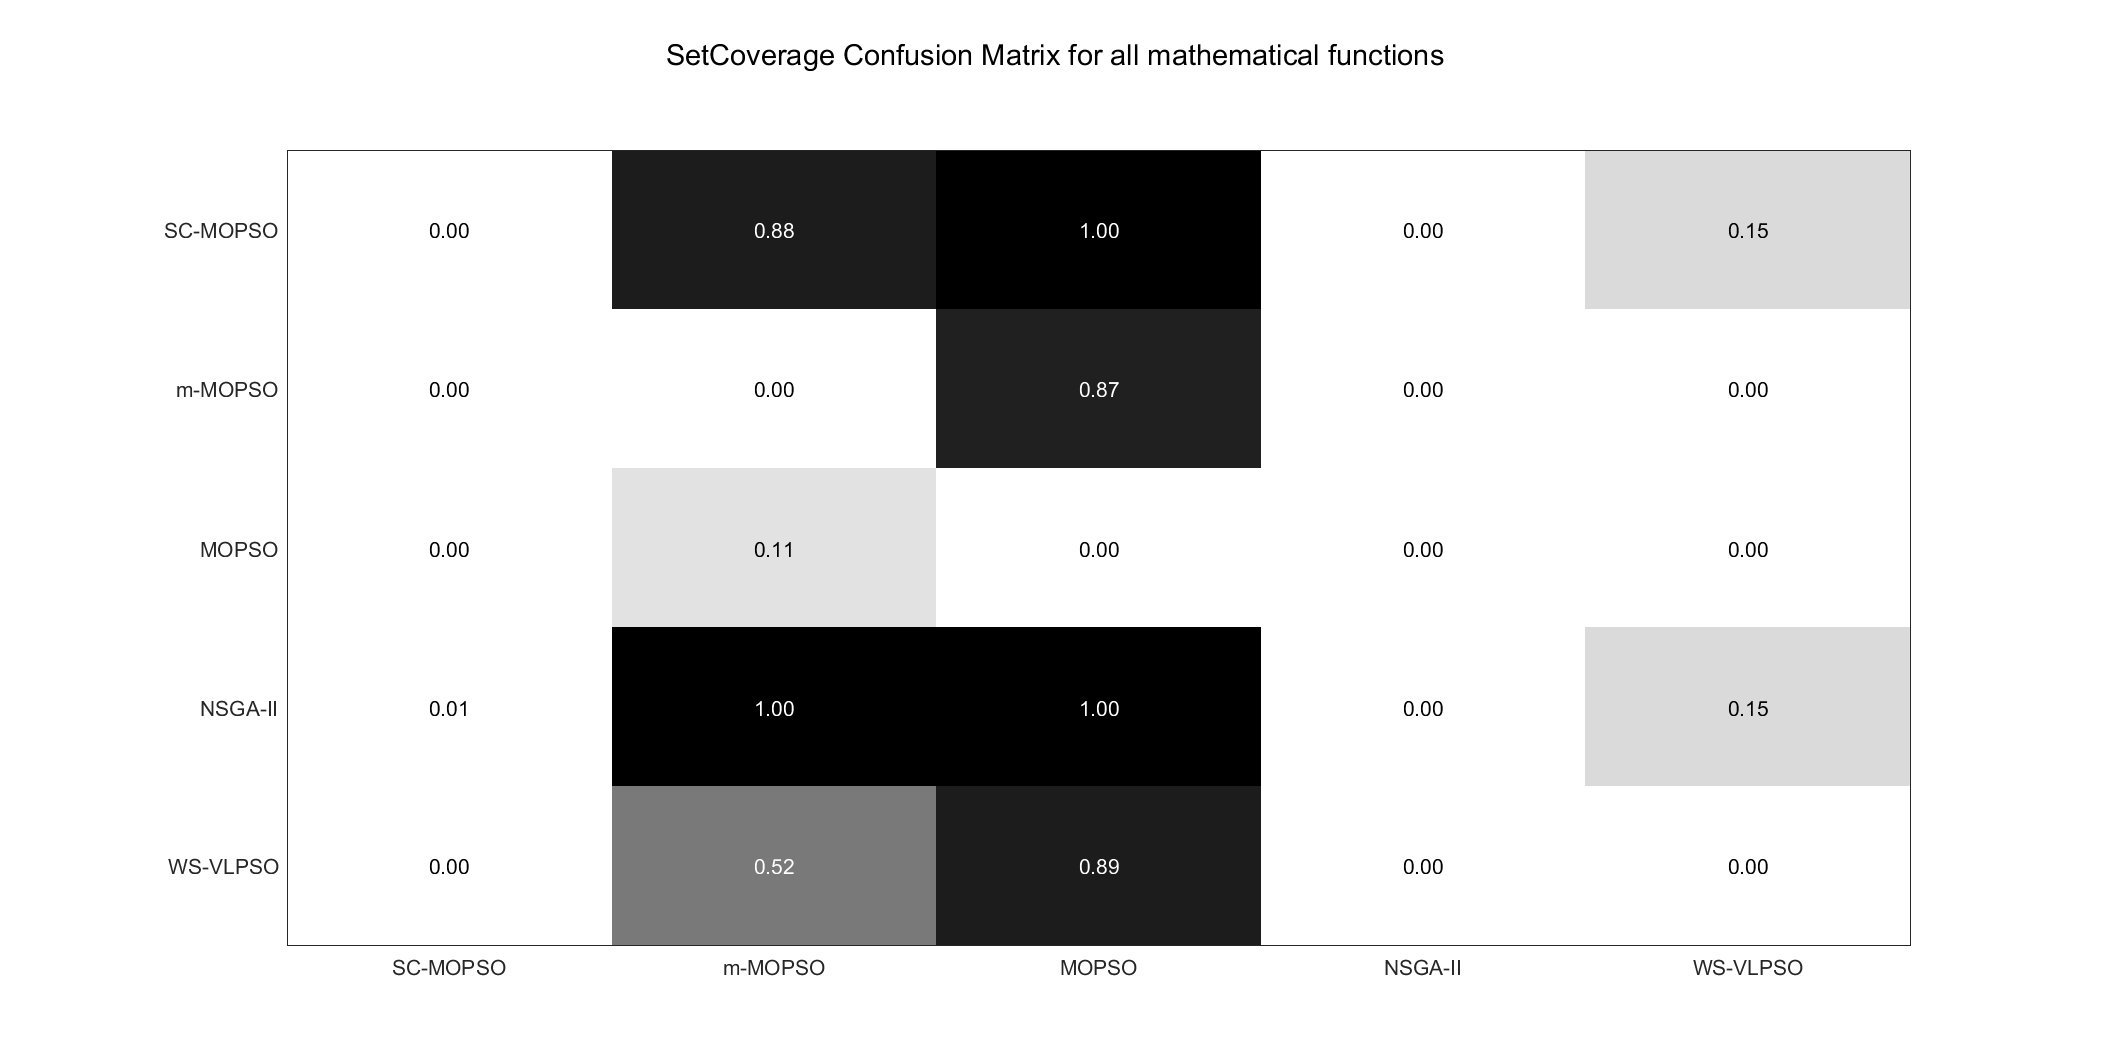 SetCoverage Confusion Matrix for all mathematical functions
SC-MOPSO 0.00 0.88 1.00 0.00 0.15
m-MOPSO 0.00 0.00 0.87 0.00 0.00
MOPSO 0.00 0.11 0.00 0.00 0.00
NSGA-II 0.01 1.00 1.00 0.00 0.15
WS-VLPSO 0.00 0.52 0.89 0.00 0.00
SC-MOPSO m-MOPSO MOPSO NSGA-II WS-VLPSO